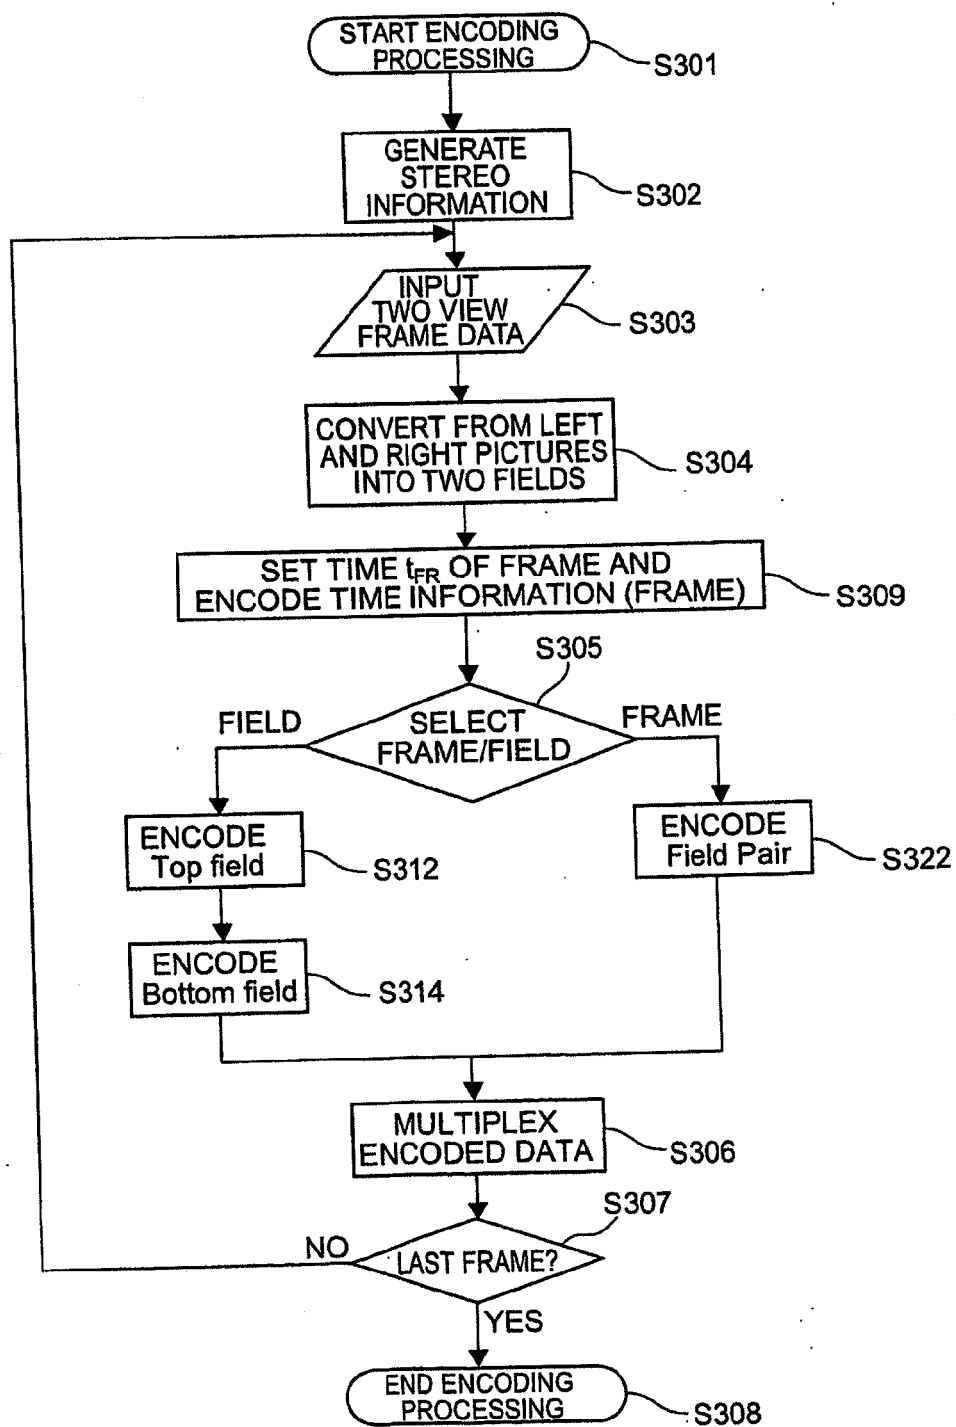 START ENCODING
PROCESSING
S301
GENERATE
STEREO
INFORMATION
S302
INPUT
TWO VIEW
FRAME DATA
S303
CONVERT FROM LEFT
AND RIGHT PICTURES
INTO TWO FIELDS
S304
SET TIME tFR OF FRAME AND
ENCODE TIME INFORMATION (FRAME)
S309
S305
FIELD
SELECT
FRAME/FIELD
FRAME
ENCODE
Top field
S312
ENCODE
Field Pair
S322
ENCODE
Bottom field
S314
MULTIPLEX
ENCODED DATA
S306
S307
NO
LAST FRAME?
YES
END ENCODING
PROCESSING
S308